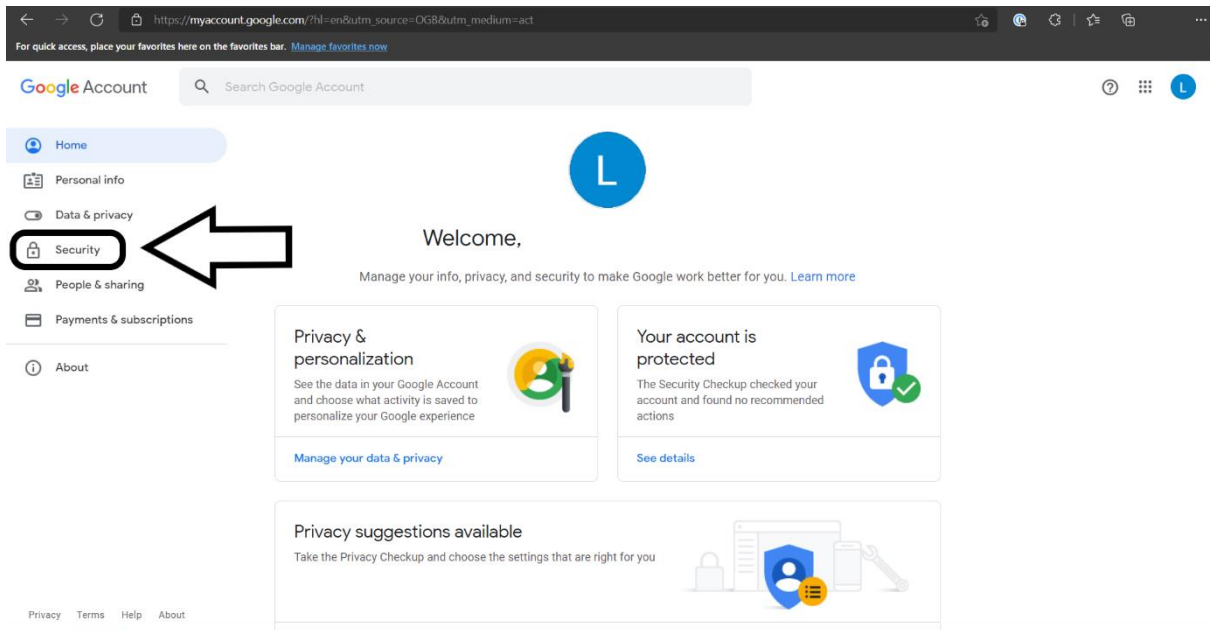 https://myaccount.google.com/?hl=en&utm_source=OGB&utm_medium=act
For quick access, place your favorites here on the favorites bar. Manage favorites now
Google Account
Search Google Account
L
Home
Personal info
Data & privacy
Security
People & sharing
Payments & subscriptions
About
L
Welcome,
Manage your info, privacy, and security to make Google work better for you. Learn more
Privacy &
personalization
See the data in your Google Account
and choose what activity is saved to
personalize your Google experience
Manage your data & privacy
Your account is
protected
The Security Checkup checked your
account and found no recommended
actions
See details
Privacy suggestions available
Take the Privacy Checkup and choose the settings that are right for you
Privacy Terms Help About